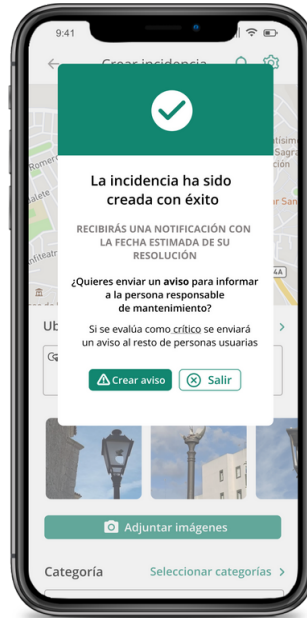 9:41
Crear incidencia
La incidencia ha sido
creada con éxito
RECIBIRÁS UNA NOTIFICACIÓN CON
LA FECHA ESTIMADA DE SU
RESOLUCIÓN
¿Quieres enviar un aviso para informar
a la persona responsable
de mantenimiento?
Si se evalúa como crítico se enviará
un aviso al resto de personas usuarias
Crear aviso
Salir
Adjuntar imágenes
Categoría
Seleccionar categorías >